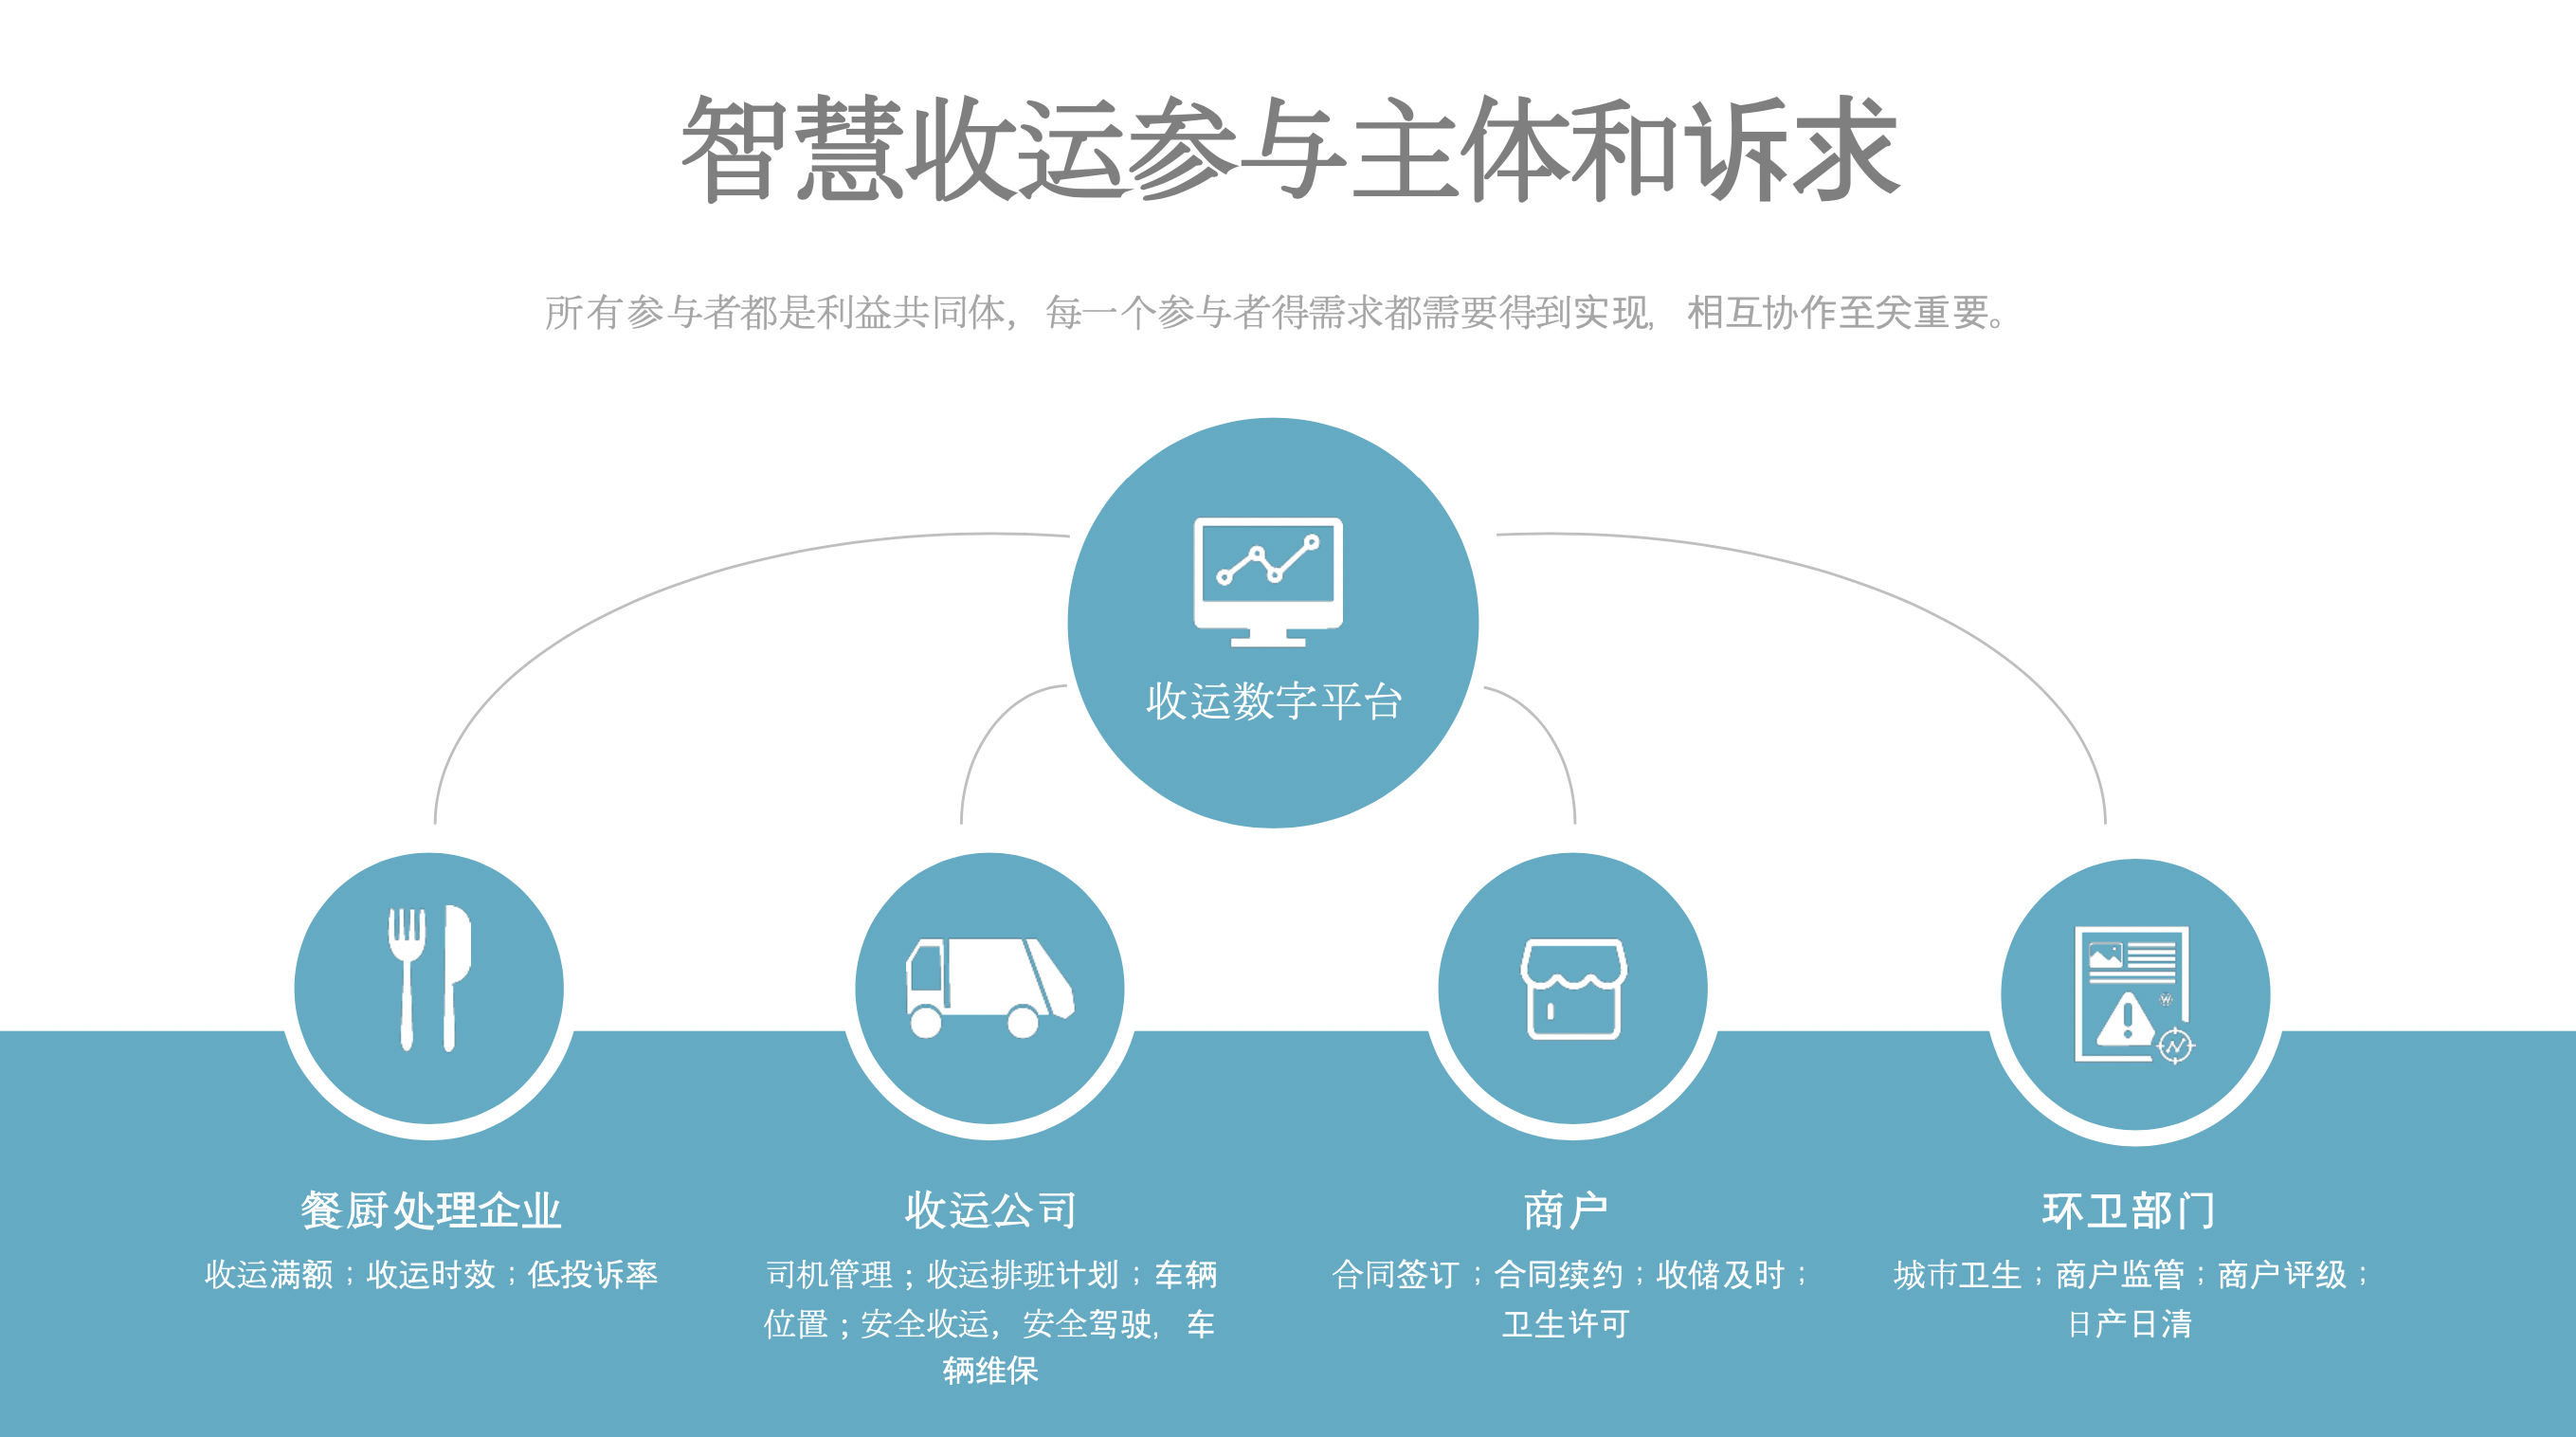 智慧收运参与主体和诉求
所有参与者都是利益共同体，每一个参与者得需求都需要得到实现，相互协作至关重要。
收运数字平台
餐厨处理企业
收运满额；收运时效；低投诉率
收运公司
司机管理；收运排班计划；车辆
位置；安全收运，安全驾驶，车
辆维保
商户
合同签订；合同续约；收储及时；
卫生许可
环卫部门
城市卫生；商户监管；商户评级；
日产日清